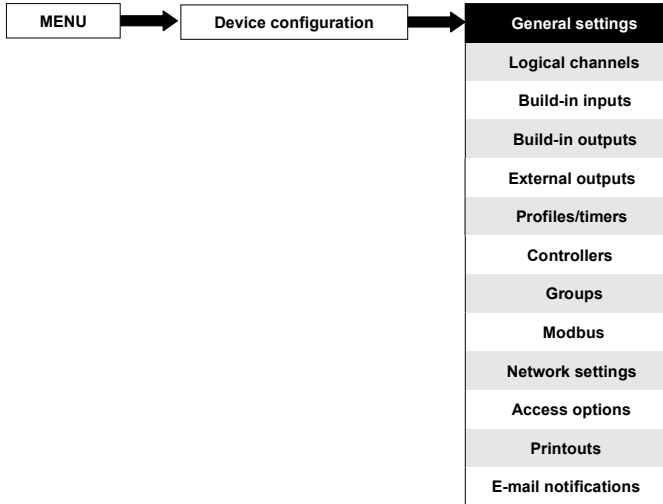 MENU
Device configuration
General settings
Logical channels
Build-in inputs
Build-in outputs
External outputs
Profiles/timers
Controllers
Groups
Modbus
Network settings
Access options
Printouts
E-mail notifications